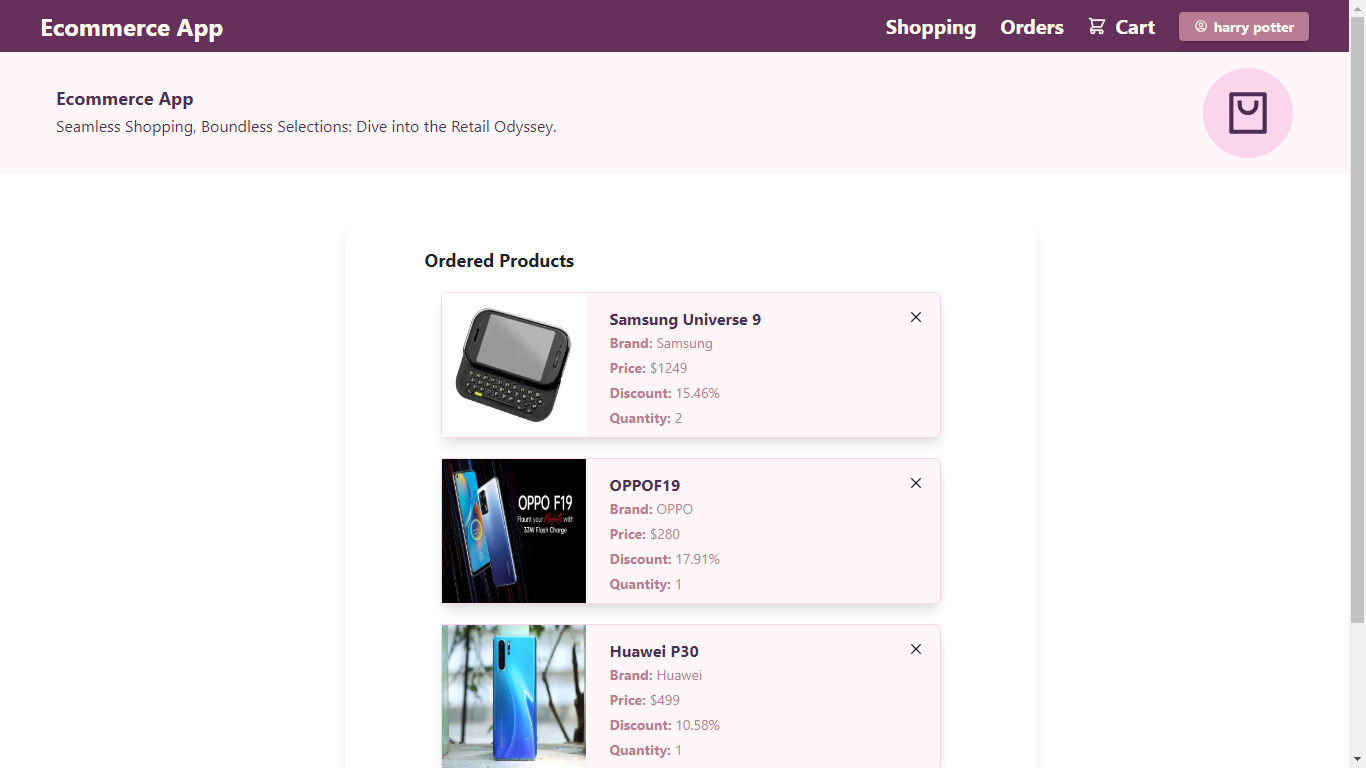 Ecommerce App
Shopping
Orders
Cart
harry potter
Ecommerce App
Seamless Shopping, Boundless Selections: Dive into the Retail Odyssey.
Ordered Products
Samsung Universe 9
Brand: Samsung
Price: $1249
Discount: 15.46%
Quantity: 2
OPPO F19
Flaunt your Nights with
33W Flash Charge
OPPOF19
Brand: OPPO
Price: $280
Discount: 17.91%
Quantity: 1
Huawei P30
Brand: Huawei
Price: $499
Discount: 10.58%
Quantity: 1